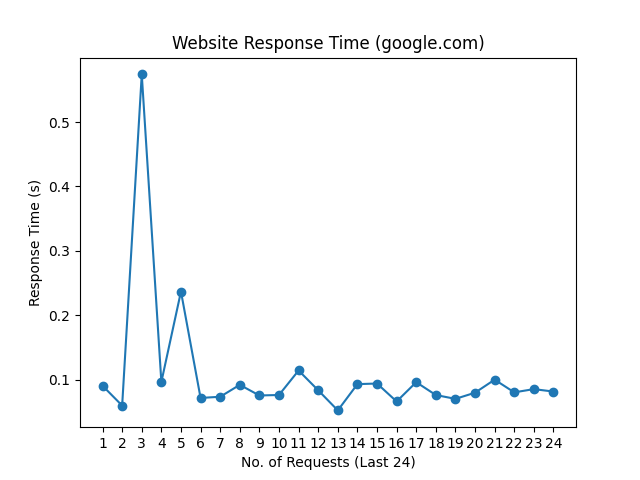 Website Response Time (google.com)
Response Time (s)
0.5
0.4
0.3
0.2
0.1
1 2 3 4 5 6 7 8 9 10 11 12 13 14 15 16 17 18 19 20 21 22 23 24
No. of Requests (Last 24)